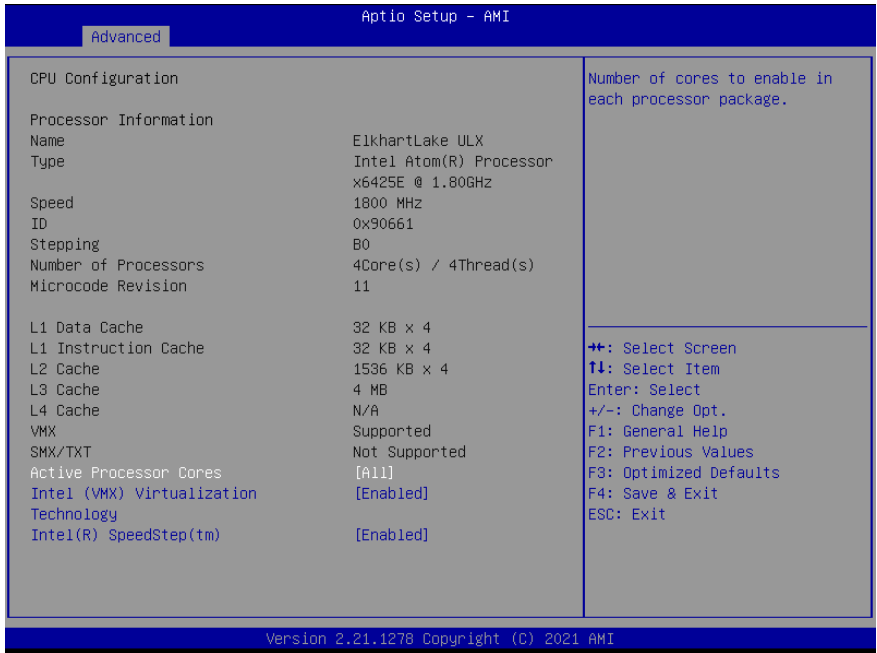 Aptio Setup – AMI
Advanced
CPU Configuration
Processor Information
Name ElkhartLake ULX
Type Intel Atom(R) Processor
x6425E @ 1.80GHz
Speed 1800 MHz
ID 0x90661
Stepping B0
Number of Processors 4Core(s) / 4Thread(s)
Microcode Revision 11
L1 Data Cache 32 KB x 4
L1 Instruction Cache 32 KB x 4
L2 Cache 1536 KB x 4
L3 Cache 4 MB
L4 Cache N/A
VMX Supported
SMX/TXT Not Supported
Active Processor Cores [All]
Intel (VMX) Virtualization [Enabled]
Technology
Intel(R) SpeedStep(tm) [Enabled]
Number of cores to enable in
each processor package.
→←: Select Screen
↑↓: Select Item
Enter: Select
+/-: Change Opt.
F1: General Help
F2: Previous Values
F3: Optimized Defaults
F4: Save & Exit
ESC: Exit
Version 2.21.1278 Copyright (C) 2021 AMI